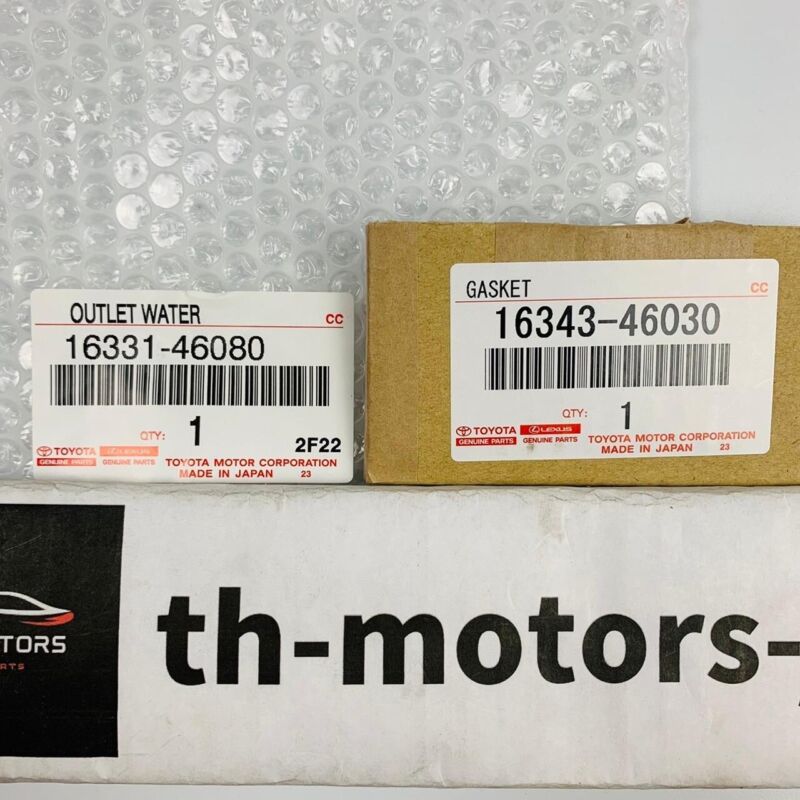 OUTLET WATER
CC
16331-46080
QTY: 1
2F22
TOYOTA LEXUS
GENUINE PARTS GENUINE PARTS
TOYOTA MOTOR CORPORATION
MADE IN JAPAN 23
GASKET
CC
16343-46030
QTY: 1
TOYOTA LEXUS
GENUINE PARTS GENUINE PARTS
TOYOTA MOTOR CORPORATION
MADE IN JAPAN 23
th-motors-